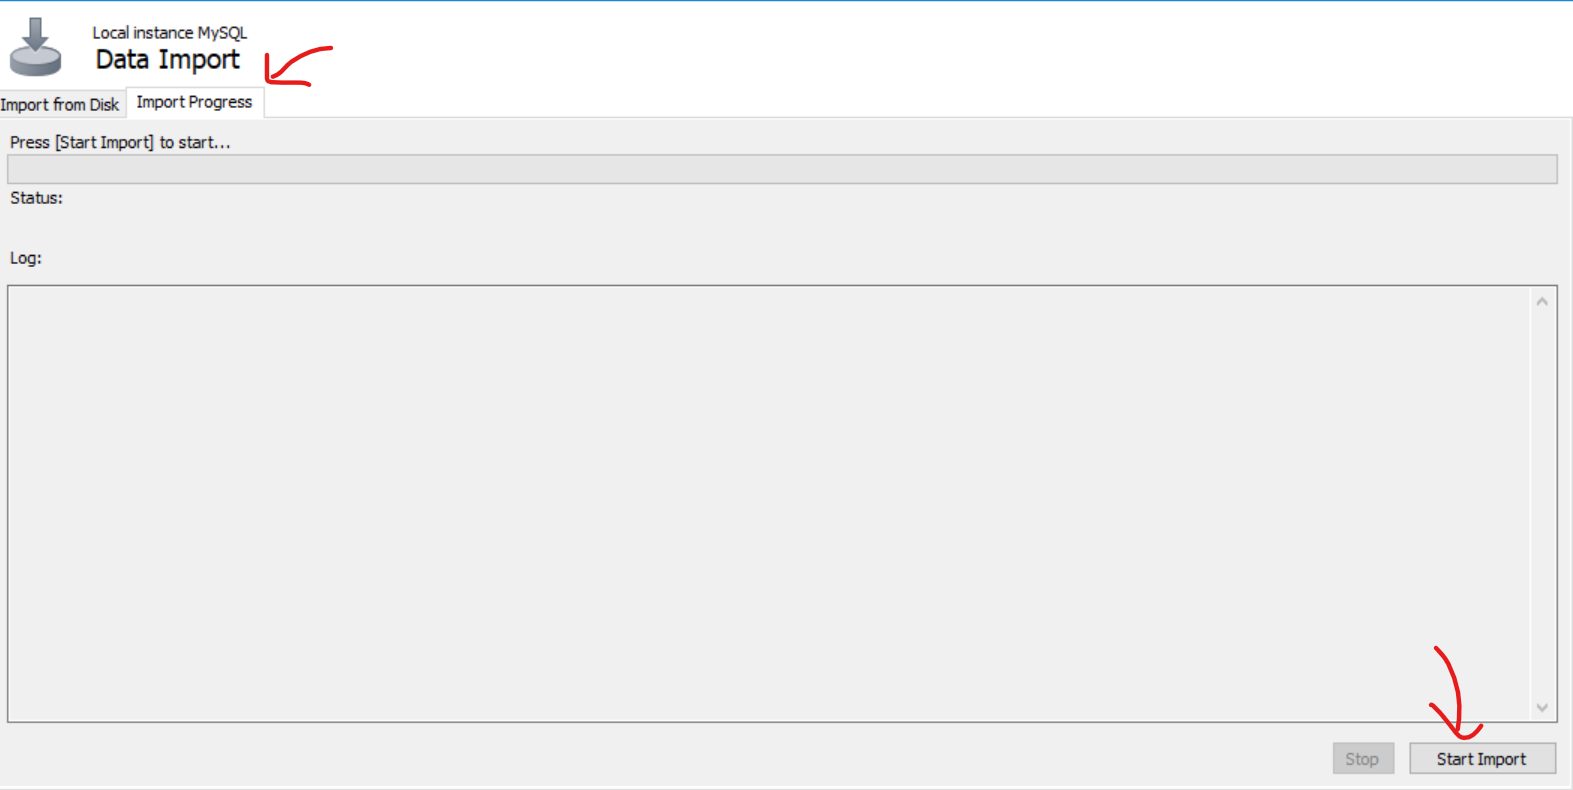 Local instance MySQL
Data Import
Import from Disk Import Progress
Press [Start Import] to start...
Status:
Log:
Stop Start Import